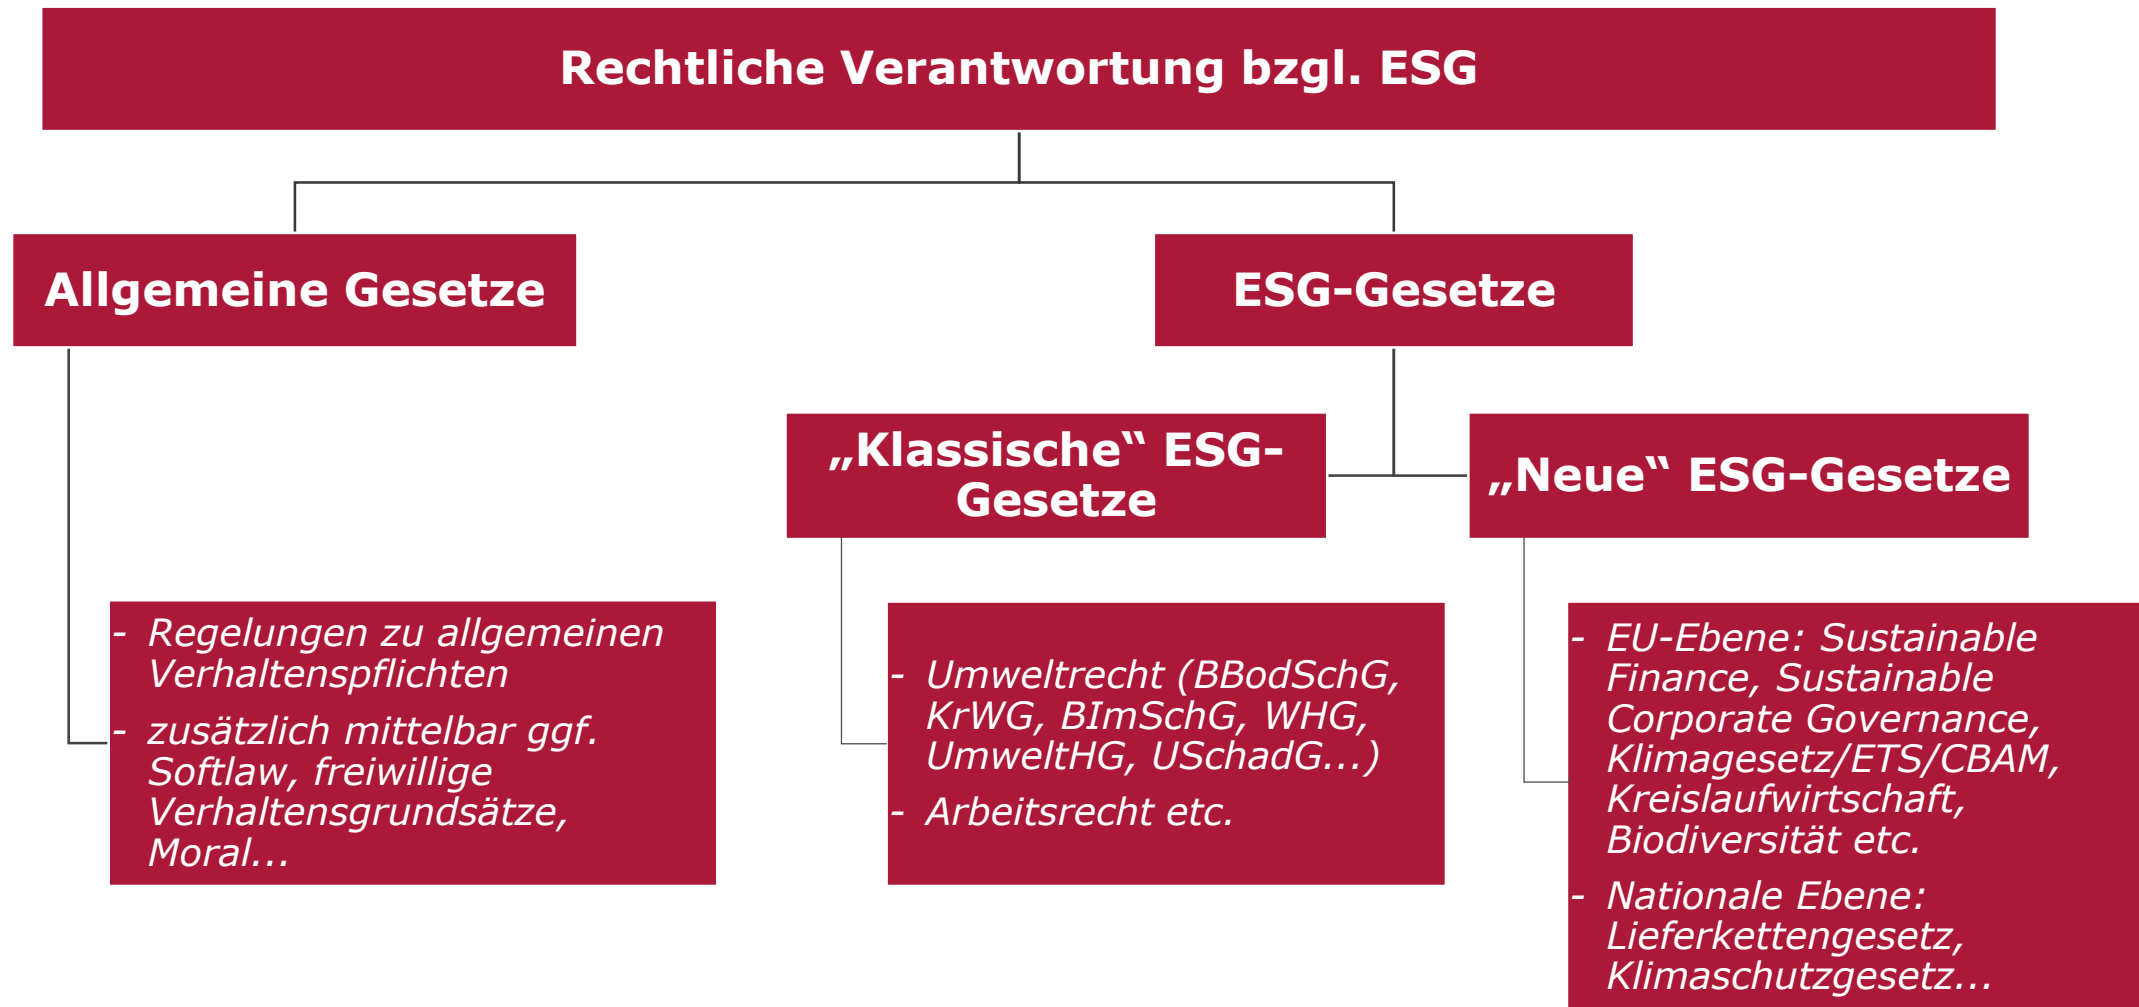 Rechtliche Verantwortung bzgl. ESG
Allgemeine Gesetze
ESG-Gesetze
„Klassische“ ESG-
Gesetze
„Neue“ ESG-Gesetze
- Regelungen zu allgemeinen
Verhaltenspflichten
- zusätzlich mittelbar ggf.
Softlaw, freiwillige
Verhaltensgrundsätze,
Moral...
- Umweltrecht (BBodSchG,
KrWG, BImSchG, WHG,
UmweltHG, USchadG...)
- Arbeitsrecht etc.
- EU-Ebene: Sustainable
Finance, Sustainable
Corporate Governance,
Klimagesetz/ETS/CBAM,
Kreislaufwirtschaft,
Biodiversität etc.
- Nationale Ebene:
Lieferkettengesetz,
Klimaschutzgesetz...